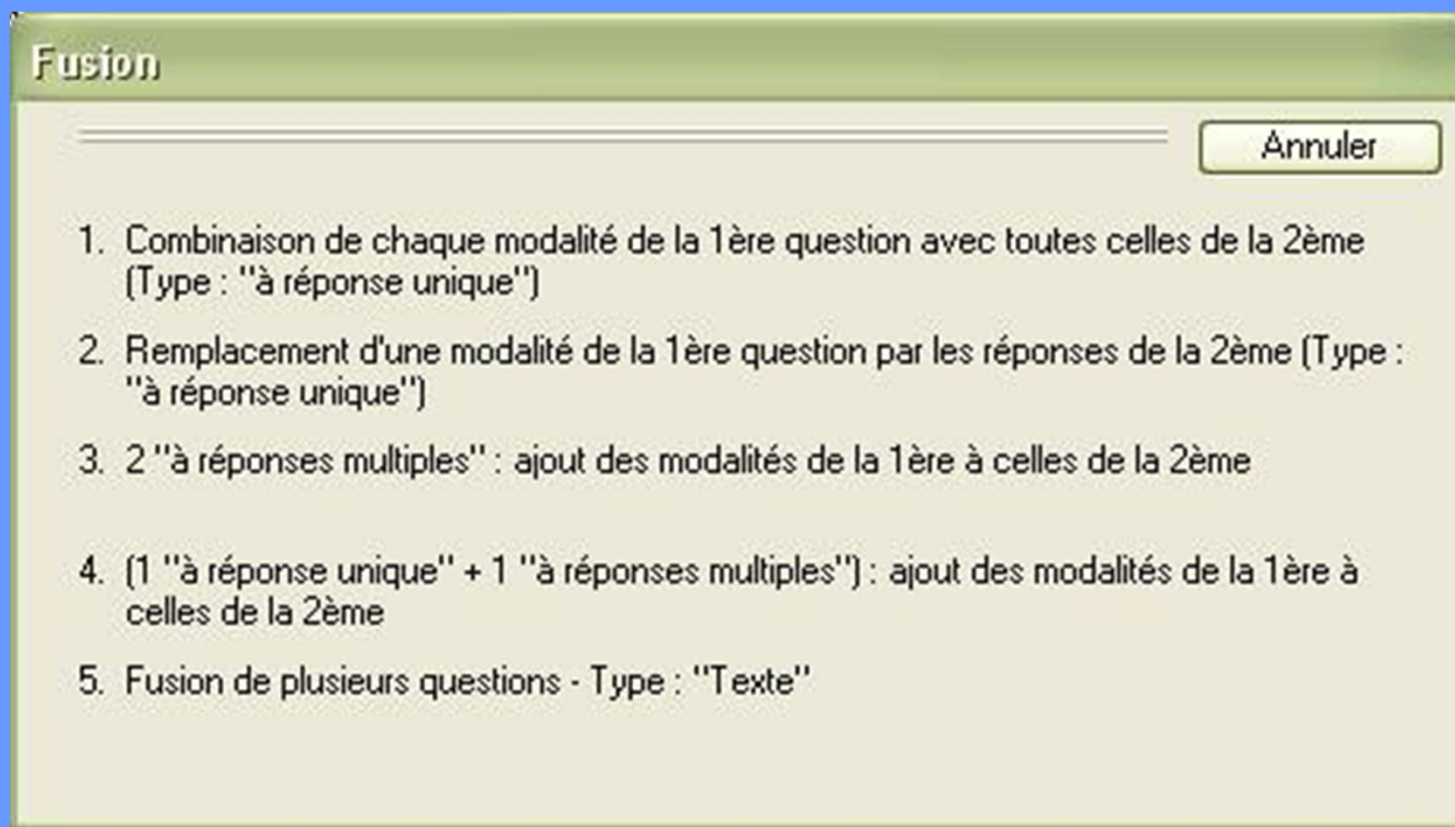 Fusion
Annuler
1. Combinaison de chaque modalité de la 1ère question avec toutes celles de la 2ème
(Type : "à réponse unique")
2. Remplacement d'une modalité de la 1ère question par les réponses de la 2ème (Type :
"à réponse unique")
3. 2 "à réponses multiples" : ajout des modalités de la 1ère à celles de la 2ème
4. (1 "à réponse unique" + 1 "à réponses multiples") : ajout des modalités de la 1ère à
celles de la 2ème
5. Fusion de plusieurs questions - Type : "Texte"